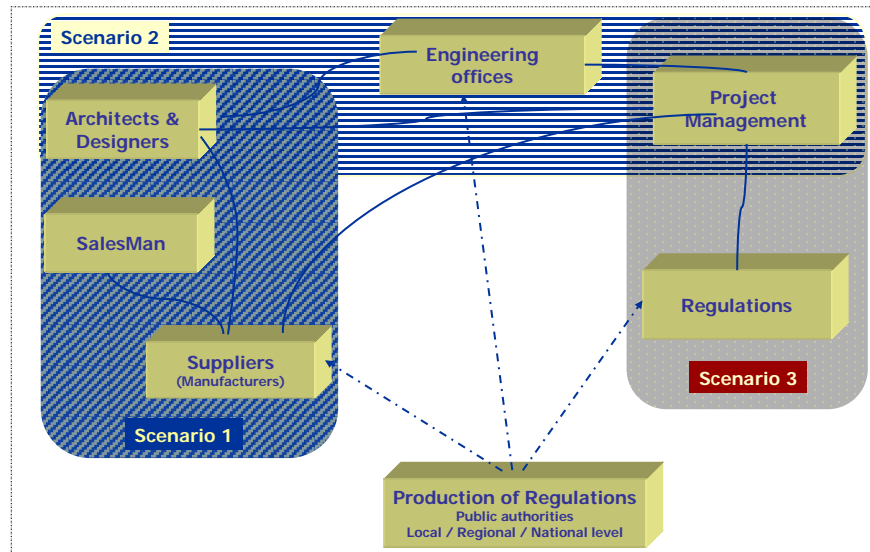 Scenario 2
Engineering
offices
Architects &
Designers
Project
Management
SalesMan
Regulations
Suppliers
(Manufacturers)
Scenario 3
Scenario 1
Production of Regulations
Public authorities
Local / Regional / National level